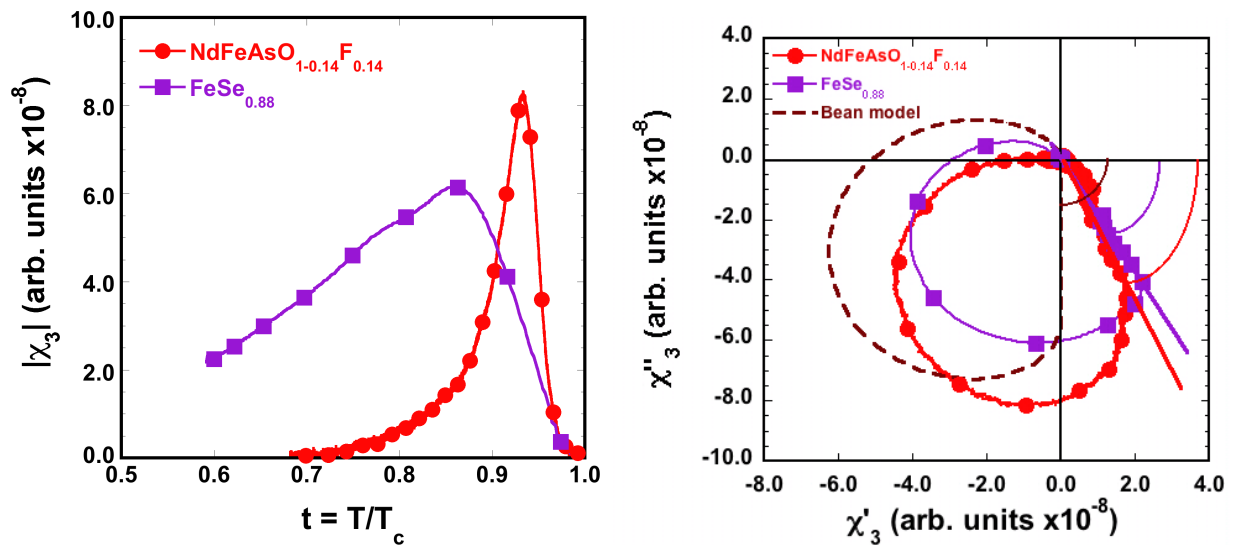 10.0
8.0
6.0
4.0
2.0
0.0
0.5 0.6 0.7 0.8 0.9 1.0
|χ₃| (arb. units x10⁻⁸)
t = T/T_c
NdFeAsO₁₋₀.₁₄F₀.₁₄
FeSe₀.₈₈
4.0
2.0
0.0
-2.0
-4.0
-6.0
-8.0
-10.0
-8.0 -6.0 -4.0 -2.0 0.0 2.0 4.0
χ''₃ (arb. units x10⁻⁸)
χ'₃ (arb. units x10⁻⁸)
NdFeAsO₁₋₀.₁₄F₀.₁₄
FeSe₀.₈₈
Bean model